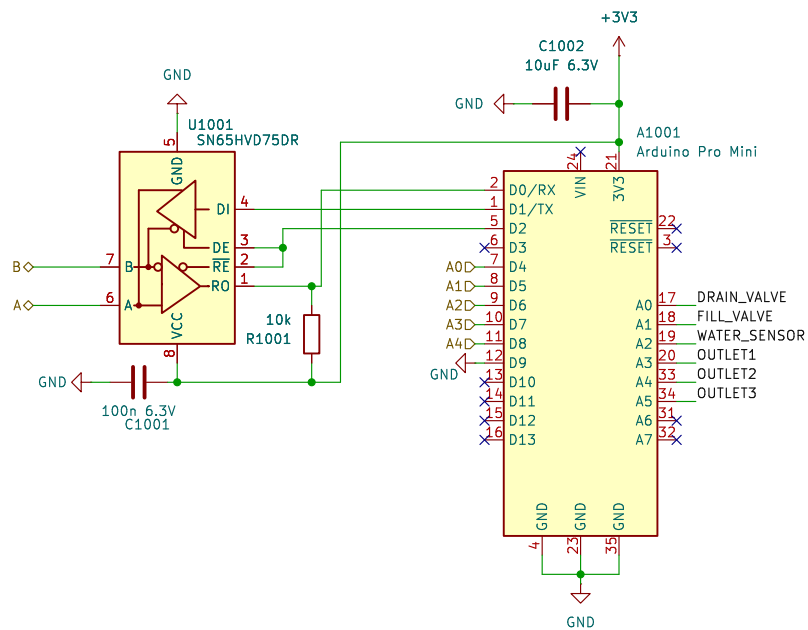 +3V3
C1002
10uF 6.3V
GND
GND
U1001
SN65HVD75DR
A1001
Arduino Pro Mini
5
GND
24
VIN
21
3V3
DI
4
DE
3
RE
2
RO
1
B
7
B
A
6
A
VCC
8
10k
R1001
GND
100n 6.3V
C1001
2
D0/RX
1
D1/TX
5
D2
6
D3
A0
7
D4
A1
8
D5
A2
9
D6
A3
10
D7
A4
11
D8
GND
12
D9
13
D10
14
D11
15
D12
16
D13
RESET
22
RESET
3
A0
17
DRAIN_VALVE
A1
18
FILL_VALVE
A2
19
WATER_SENSOR
A3
20
OUTLET1
A4
33
OUTLET2
A5
34
OUTLET3
A6
31
A7
32
GND
4
GND
23
GND
35
GND